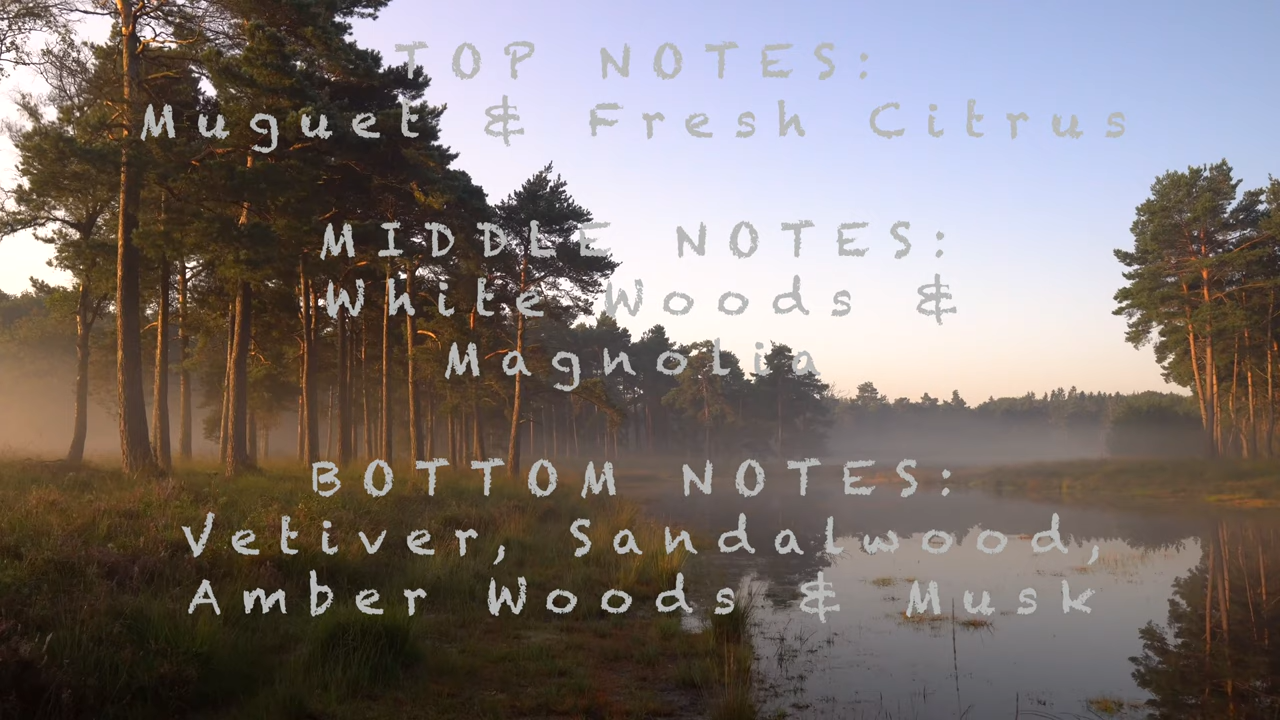 TOP NOTES:
Muguet & Fresh Citrus
MIDDLE NOTES:
White Woods &
Magnolia
BOTTOM NOTES:
Vetiver, Sandalwood,
Amber Woods & Musk